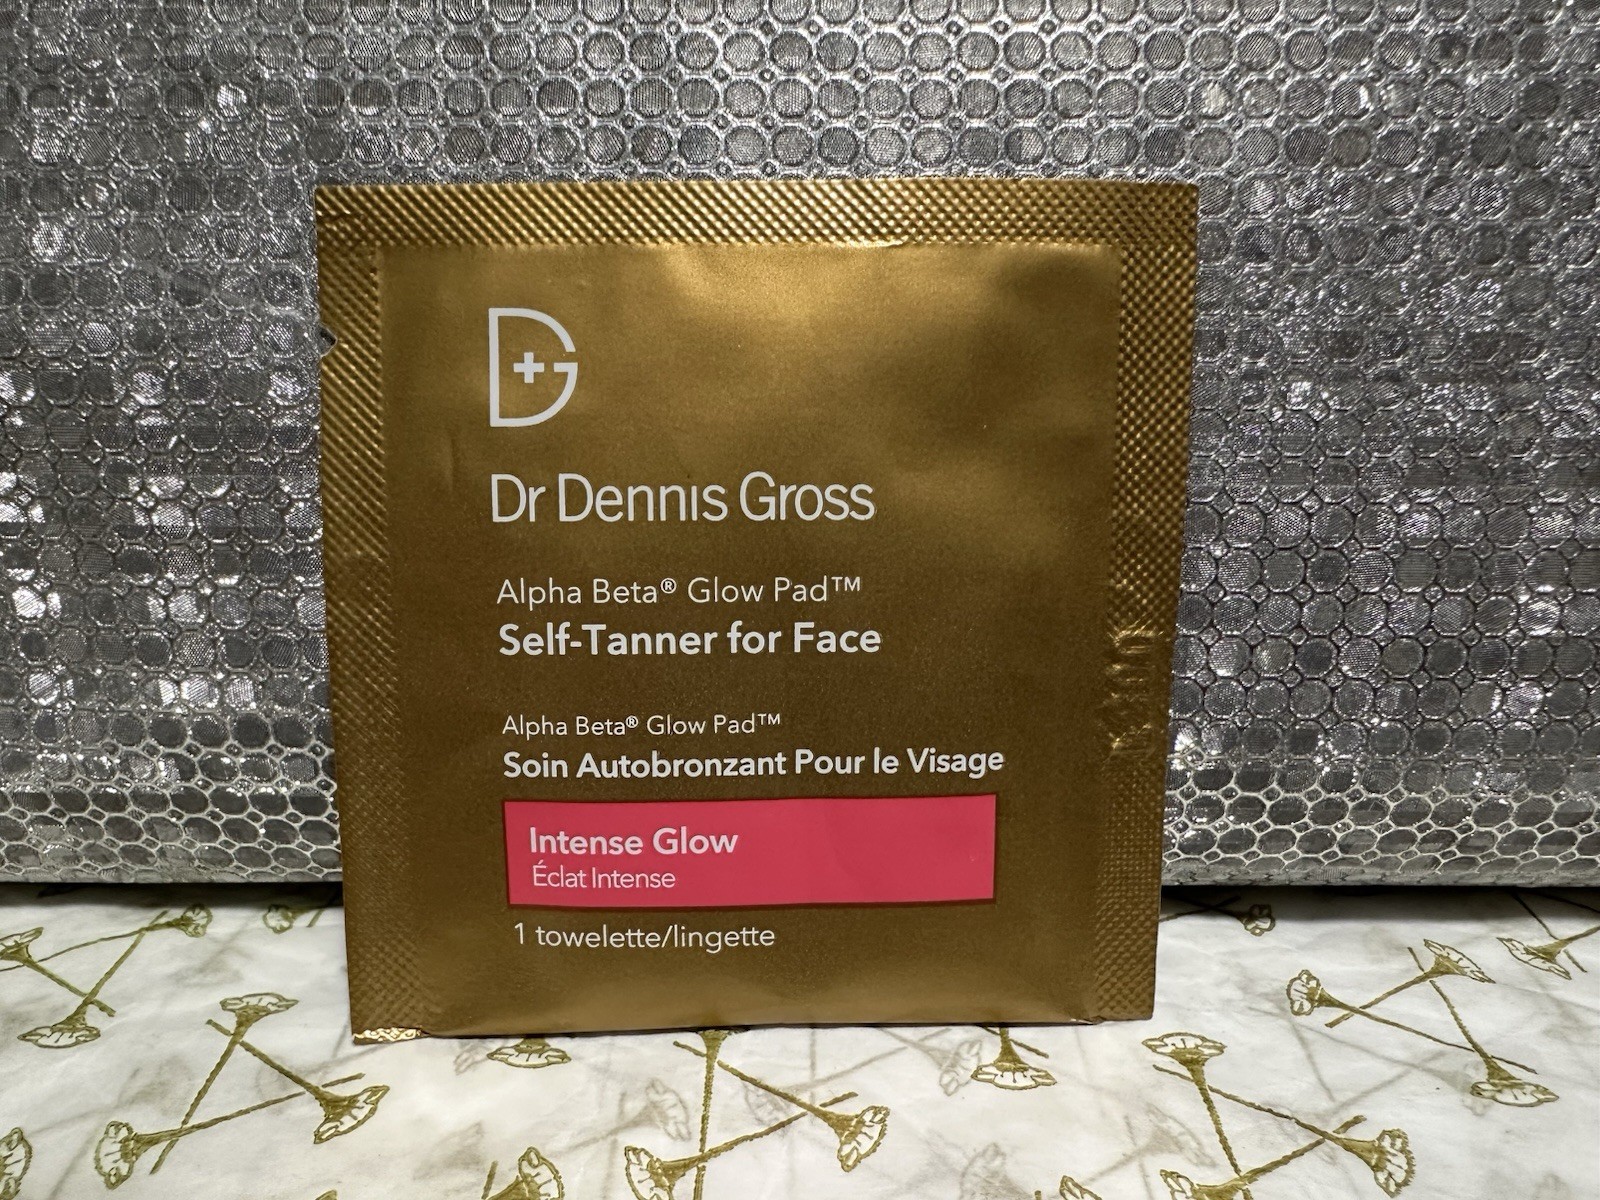 Dr Dennis Gross
Alpha Beta® Glow Pad™
Self-Tanner for Face
Alpha Beta® Glow Pad™
Soin Autobronzant Pour le Visage
Intense Glow
Éclat Intense
1 towelette/lingette